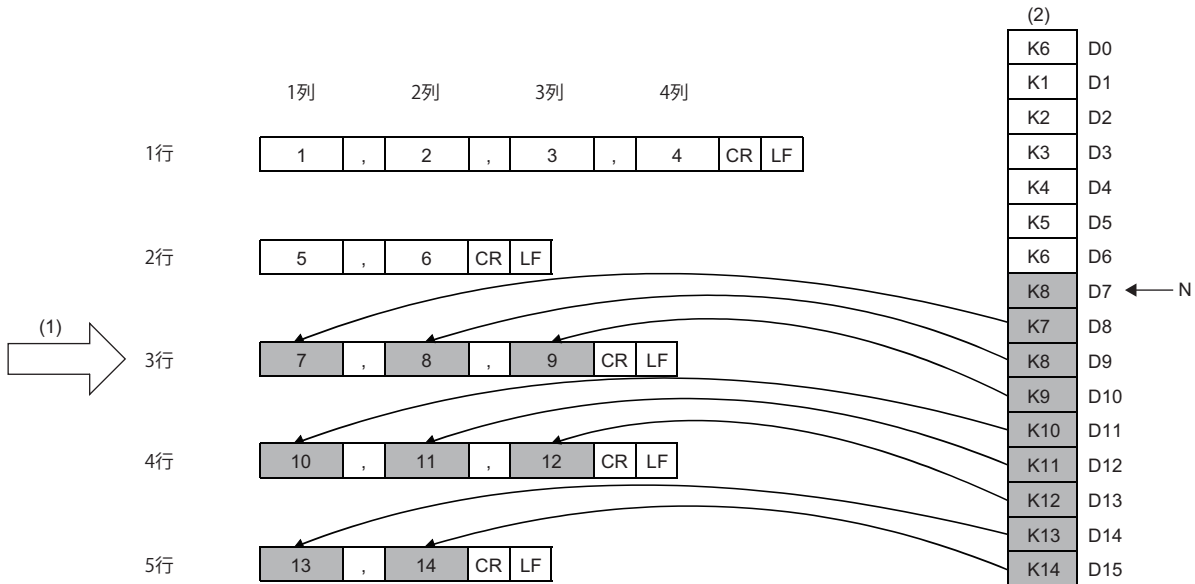 (2)
K6 D0
1列 2列 3列 4列
K1 D1
K2 D2
1行 1 , 2 , 3 , 4 CR LF
K3 D3
K4 D4
K5 D5
2行 5 , 6 CR LF
K6 D6
K8 D7 N
(1)
K7 D8
3行 7 , 8 , 9 CR LF
K8 D9
K9 D10
K10 D11
4行 10 , 11 , 12 CR LF
K11 D12
K12 D13
K13 D14
5行 13 , 14 CR LF
K14 D15